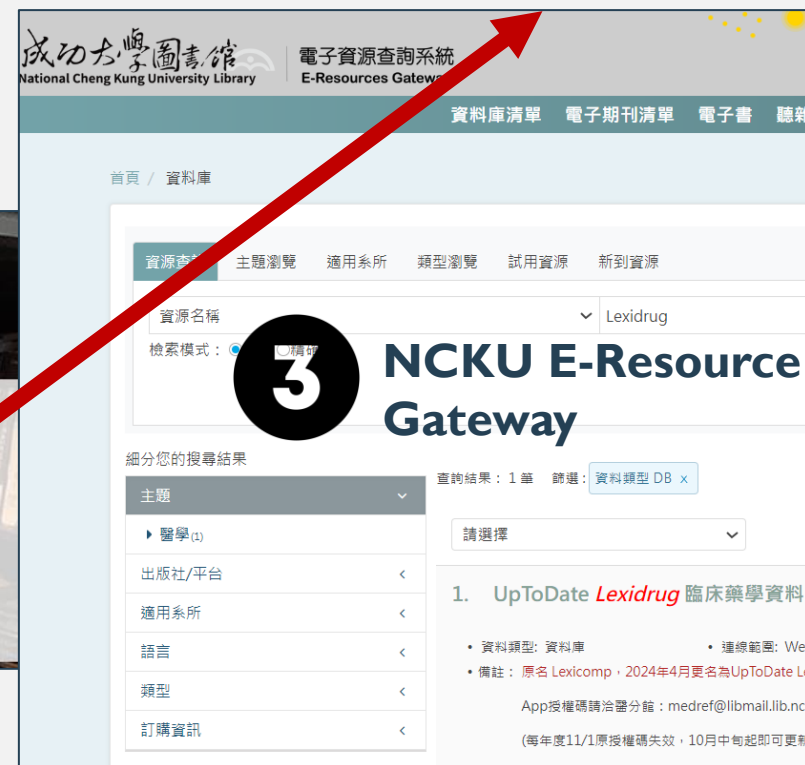 成功大學圖書館
National Cheng Kung University Library
電子資源查詢系統
E-Resources Gatew
資料庫清單 電子期刊清單 電子書 聽
首頁 / 資料庫
資源查 主題瀏覽 適用系所 類型瀏覽 試用資源 新到資源
資源名稱 Lexidrug
檢索模式：
3 NCKU E-Resource
Gateway
細分您的搜尋結果
查詢結果： 1 筆 篩選： 資料類型 DB x
主題
醫學(1)
請選擇
出版社/平台
適用系所
語言
類型
訂購資訊
1. UpToDate Lexidrug 臨床藥學資料
• 資料類型: 資料庫 • 連線範圍: We
• 備註： 原名 Lexicomp，2024年4月更名為UpToDate Le
App授權碼請洽醫分館：medref@libmail.lib.nc
(每年度11/1原授權碼失效，10月中旬起即可更新